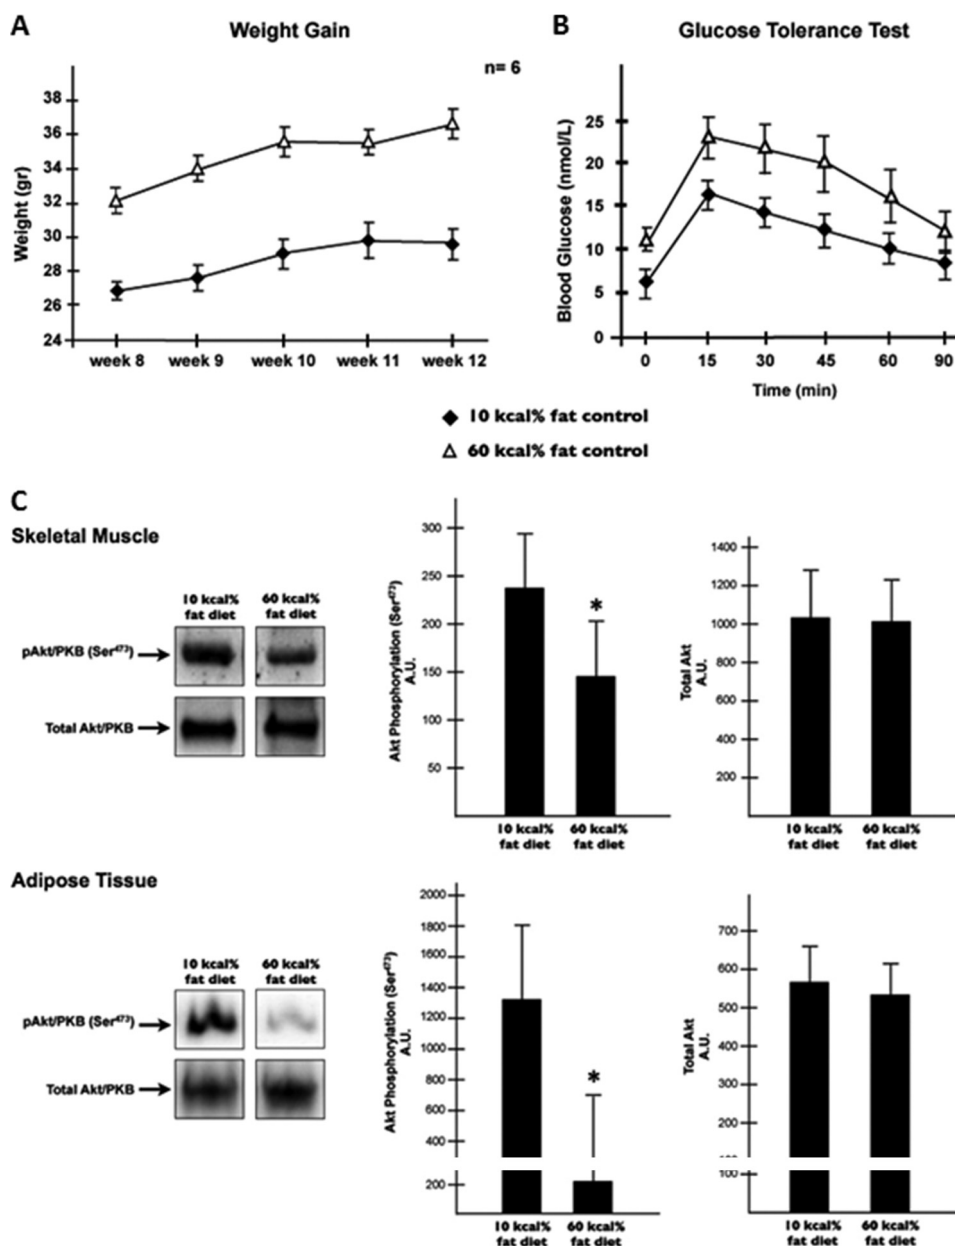 A
Weight Gain
n= 6
Weight (gr)
38
36
34
32
30
28
26
24
week 8 week 9 week 10 week 11 week 12
B
Glucose Tolerance Test
Blood Glucose (nmol/L)
25
20
15
10
5
0
0 15 30 45 60 90
Time (min)
10 kcal% fat control
60 kcal% fat control
C
Skeletal Muscle
10 kcal% 60 kcal%
fat diet fat diet
pAkt/PKB (Ser473)
Total Akt/PKB
Akt Phosphorylation (Ser473)
A.U.
300
250
200
150
100
50
*
10 kcal% 60 kcal%
fat diet fat diet
Total Akt
A.U.
1400
1200
1000
800
600
400
200
10 kcal% 60 kcal%
fat diet fat diet
Adipose Tissue
10 kcal% 60 kcal%
fat diet fat diet
pAkt/PKB (Ser473)
Total Akt/PKB
Akt Phosphorylation (Ser473)
A.U.
2000
1800
1600
1400
1200
1000
800
600
400
200
*
10 kcal% 60 kcal%
fat diet fat diet
Total Akt
A.U.
700
600
500
400
300
200
100
10 kcal% 60 kcal%
fat diet fat diet